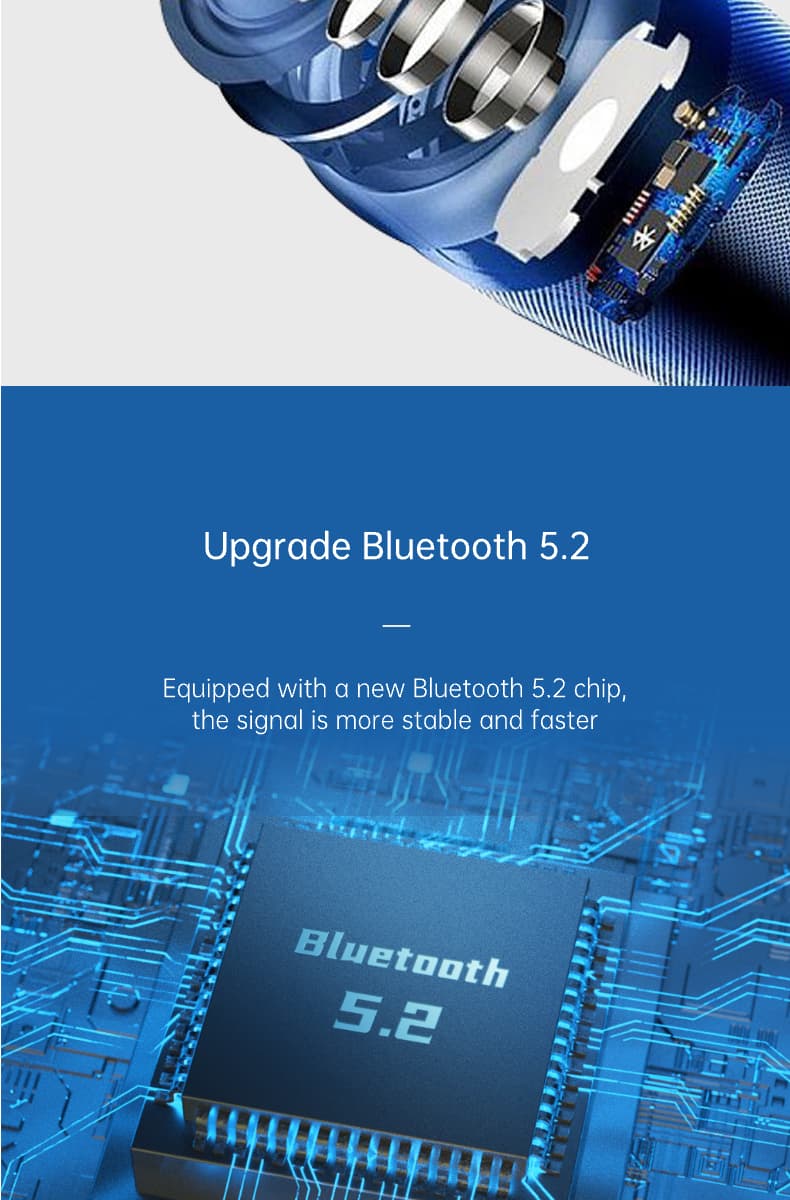 Upgrade Bluetooth 5.2
Equipped with a new Bluetooth 5.2 chip,
the signal is more stable and faster
Bluetooth
5.2